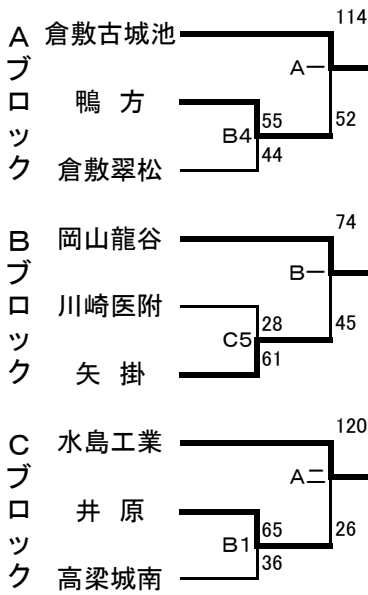 Aブロック
倉敷古城池
114
A一
鴨方
55
52
B4
44
倉敷翠松
Bブロック
岡山龍谷
74
B一
川崎医附
28
45
C5
61
矢掛
Cブロック
水島工業
120
A二
井原
65
26
B1
36
高梁城南